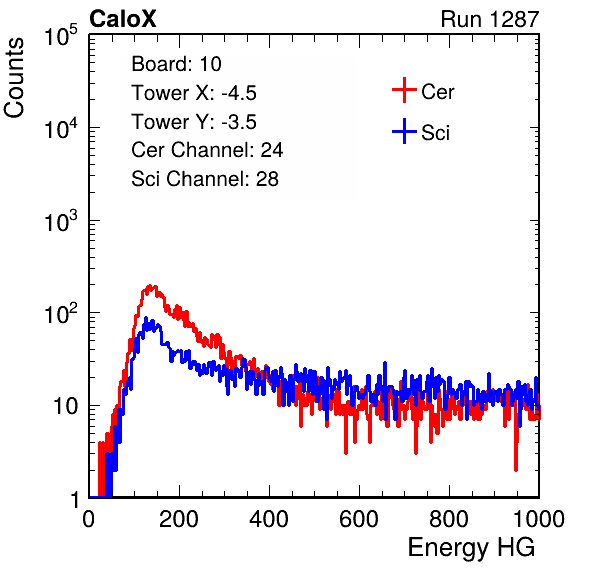 CaloX Run 1287
Counts
Board: 10
Tower X: -4.5
Tower Y: -3.5
Cer Channel: 24
Sci Channel: 28
Cer
Sci
10^5
10^4
10^3
10^2
10
1
0 200 400 600 800 1000
Energy HG